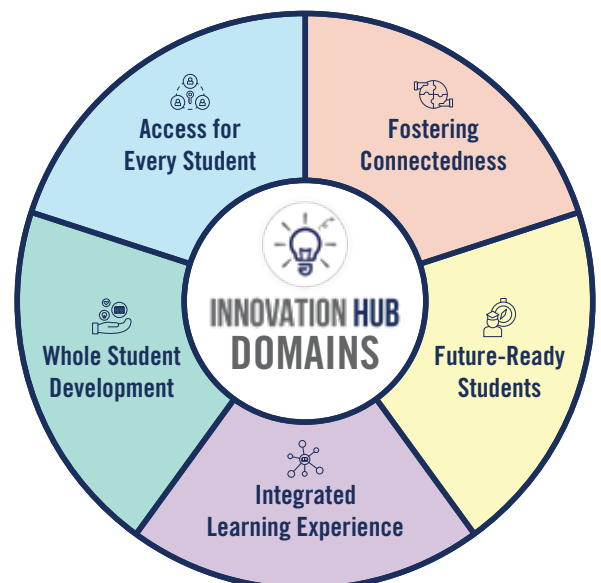 Access for
Every Student
Fostering
Connectedness
INNOVATION HUB
DOMAINS
Whole Student
Development
Future-Ready
Students
Integrated
Learning Experience